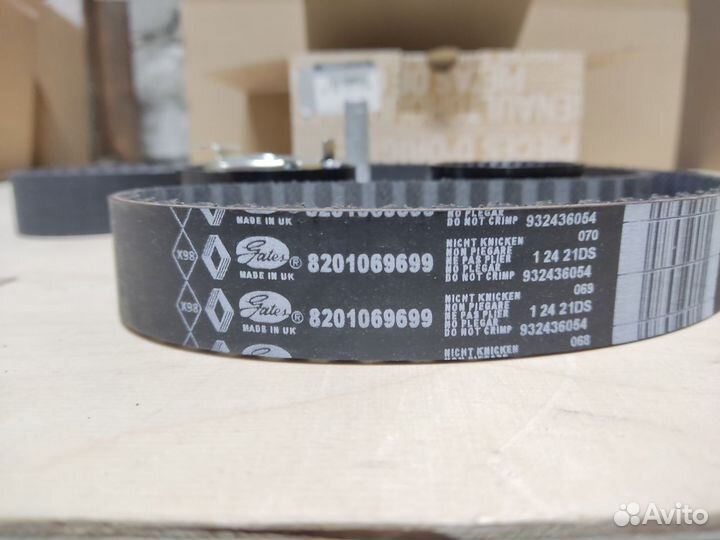 MADE IN UK
8201069699
NO PLEGAR
DO NOT CRIMP 932436054
070
X98
Gates®
MADE IN UK
8201069699
NICHT KNICKEN
NON PIEGARE
NE PAS PLIER
NO PLEGAR
DO NOT CRIMP
1 24 21DS
932436054
069
X98
Gates®
MADE IN UK
8201069699
NICHT KNICKEN
NON PIEGARE
NE PAS PLIER
NO PLEGAR
DO NOT CRIMP
1 24 21DS
932436054
068
NICHT KNICKEN
Avito